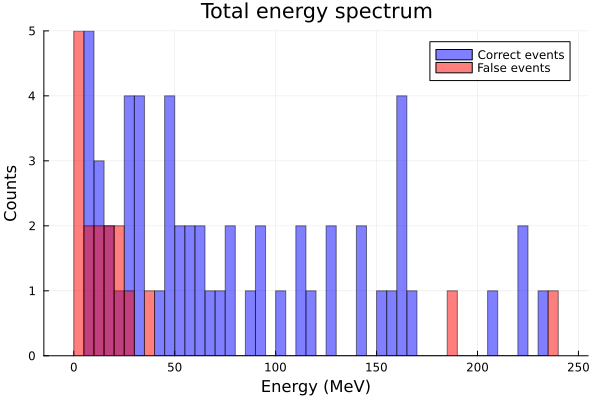 Total energy spectrum
Correct events
False events
5
4
3
2
1
0
Counts
0
50
100
150
200
250
Energy (MeV)